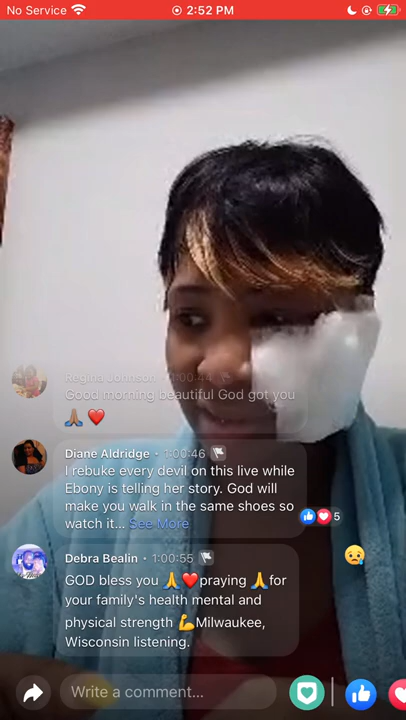 No Service 2:52 PM
Regina Johnson · 1:00:44
Good morning beautiful God got you
🙏🏽 ❤️
Diane Aldridge · 1:00:46
I rebuke every devil on this live while
Ebony is telling her story. God will
make you walk in the same shoes so
watch it... See More
5
Debra Bealin · 1:00:55
GOD bless you 🙏❤️praying 🙏for
your family's health mental and
physical strength 💪Milwaukee,
Wisconsin listening.
Write a comment...